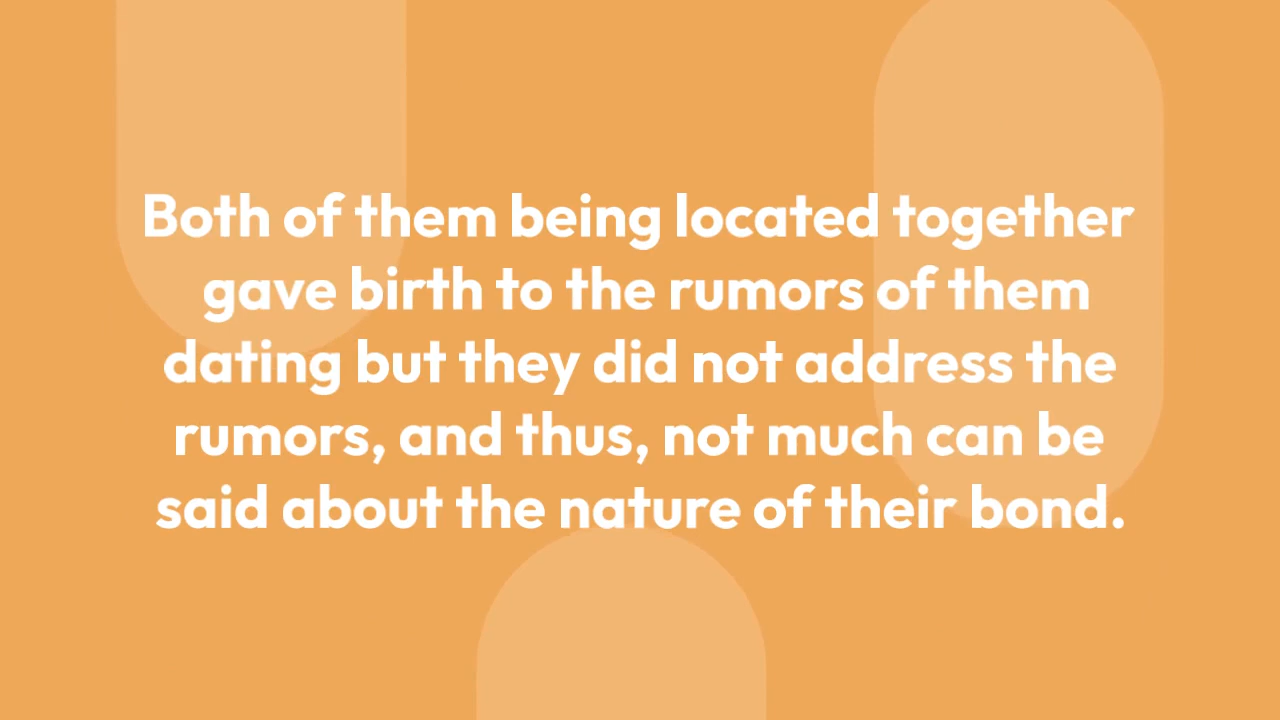 Both of them being located together
gave birth to the rumors of them
dating but they did not address the
rumors, and thus, not much can be
said about the nature of their bond.